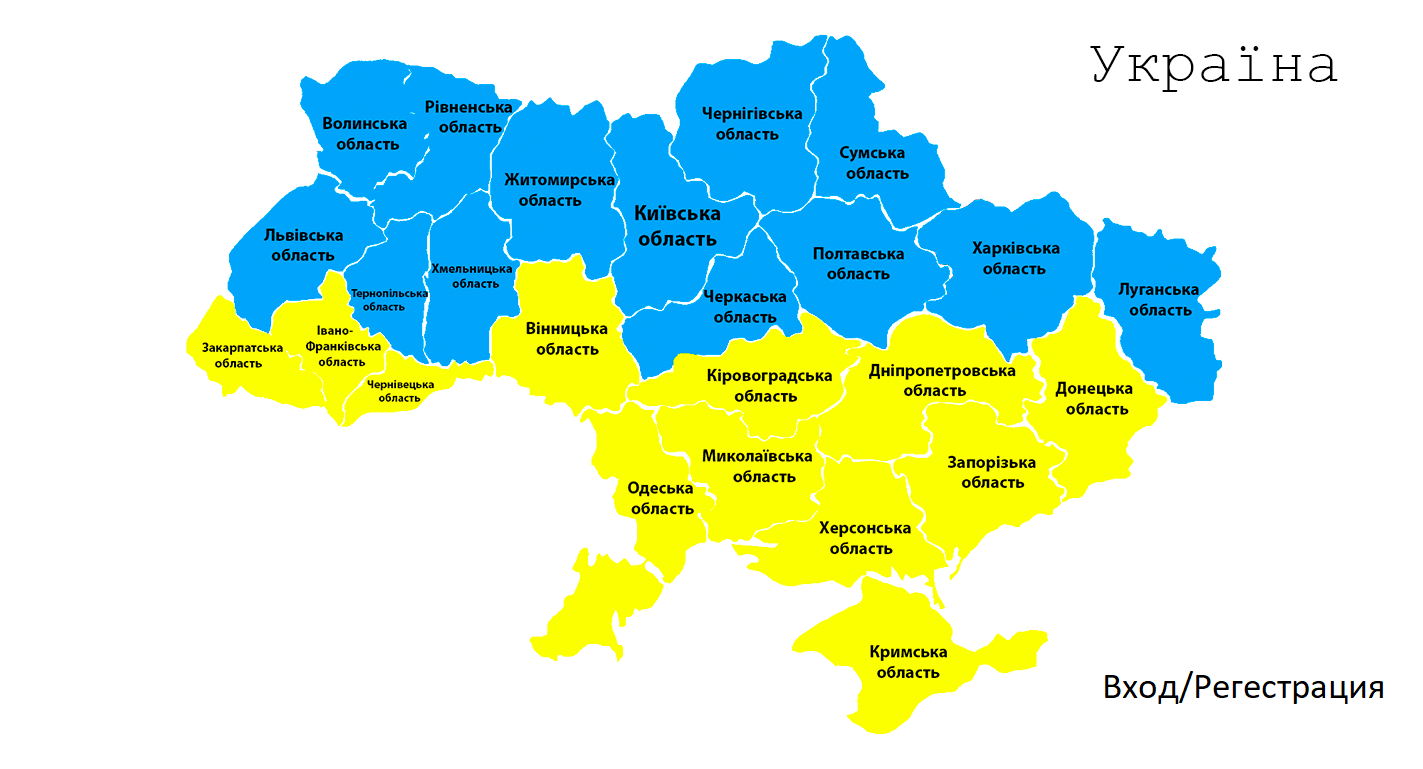 Україна
Волинська
область
Рівненська
область
Житомирська
область
Київська
область
Чернігівська
область
Сумська
область
Львівська
область
Тернопільська
область
Хмельницька
область
Черкаська
область
Полтавська
область
Харківська
область
Луганська
область
Закарпатська
область
Івано-
Франківська
область
Чернівецька
область
Вінницька
область
Кіровоградська
область
Дніпропетровська
область
Донецька
область
Одеська
область
Миколаївська
область
Запорізька
область
Херсонська
область
Кримська
область
Вход/Регестрация